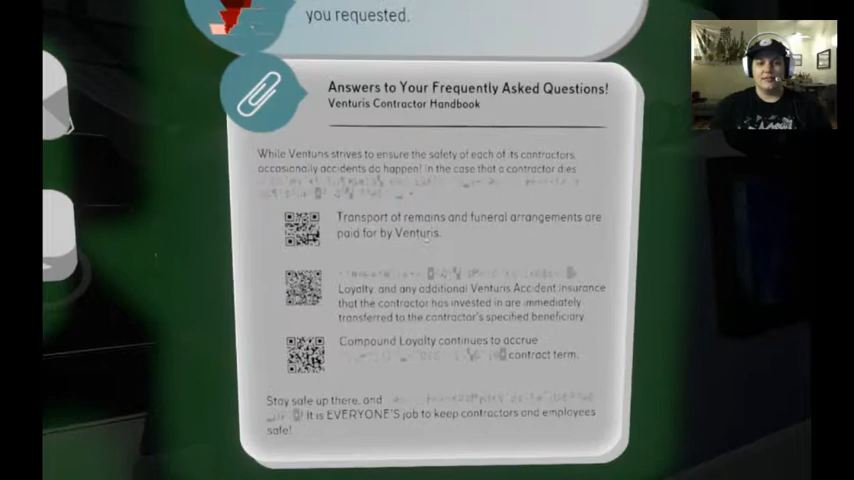 you requested.
Answers to Your Frequently Asked Questions!
Venturis Contractor Handbook
While Venturis strives to ensure the safety of each of its contractors,
occasionally accidents do happen! In the case that a contractor dies
Transport of remains and funeral arrangements are
paid for by Venturis.
Loyalty, and any additional Venturis Accident Insurance
that the contractor has invested in are immediately
transferred to the contractor's specified beneficiary.
Compound Loyalty continues to accrue
contract term.
Stay safe up there, and
It is EVERYONE'S job to keep contractors and employees
safe!